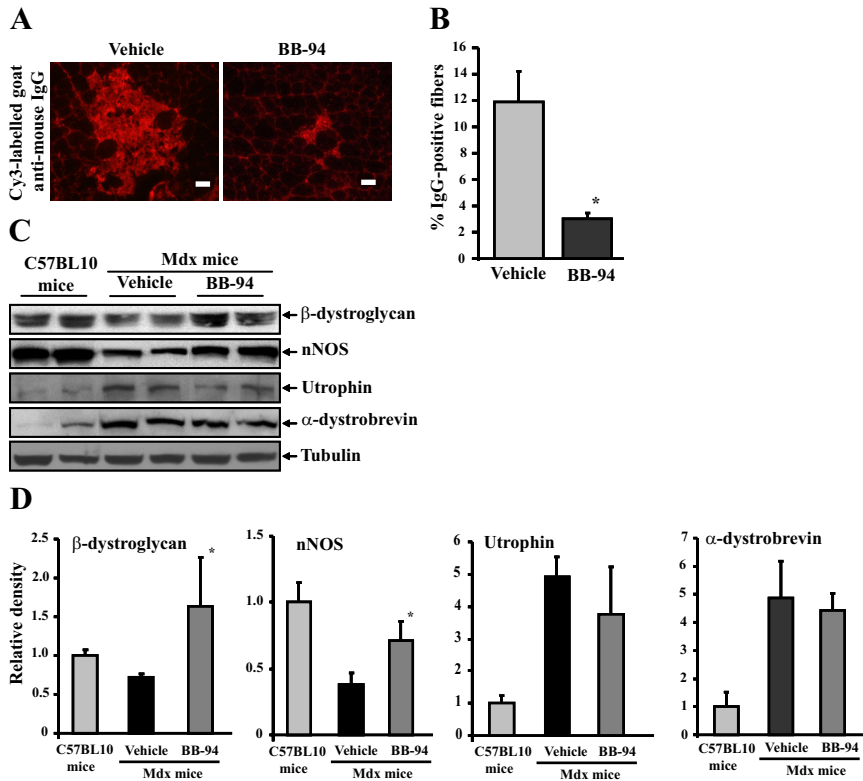 A
Vehicle
BB-94
Cy3-labelled goat
anti-mouse IgG
B
% IgG-positive fibers
16
14
12
10
8
6
4
2
0
*
Vehicle
BB-94
C
C57BL10
mice
Mdx mice
Vehicle
BB-94
β-dystroglycan
nNOS
Utrophin
α-dystrobrevin
Tubulin
D
Relative density
β-dystroglycan
2.5
2.0
1.5
1.0
0.5
0.0
*
C57BL10
mice
Vehicle
BB-94
Mdx mice
nNOS
1.5
1.0
0.5
0
*
C57BL10
mice
Vehicle
BB-94
Mdx mice
Utrophin
6
5
4
3
2
1
0
C57BL10
mice
Vehicle
BB-94
Mdx mice
α-dystrobrevin
7
6
5
4
3
2
1
0
C57BL10
mice
Vehicle
BB-94
Mdx mice